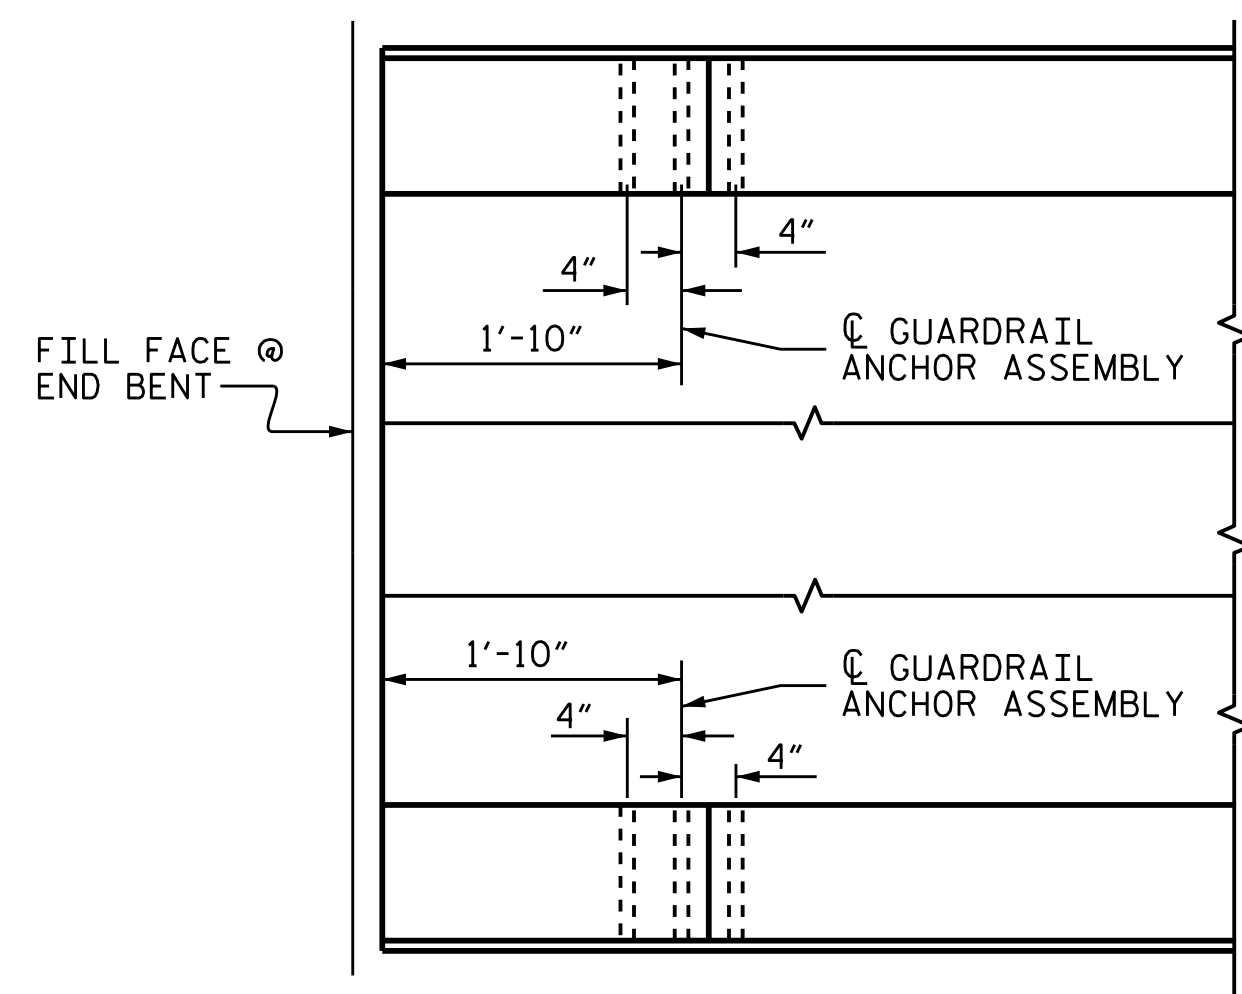 4"
4"
1'-10"
℄ GUARDRAIL
ANCHOR ASSEMBLY
FILL FACE @
END BENT
1'-10"
℄ GUARDRAIL
ANCHOR ASSEMBLY
4"
4"